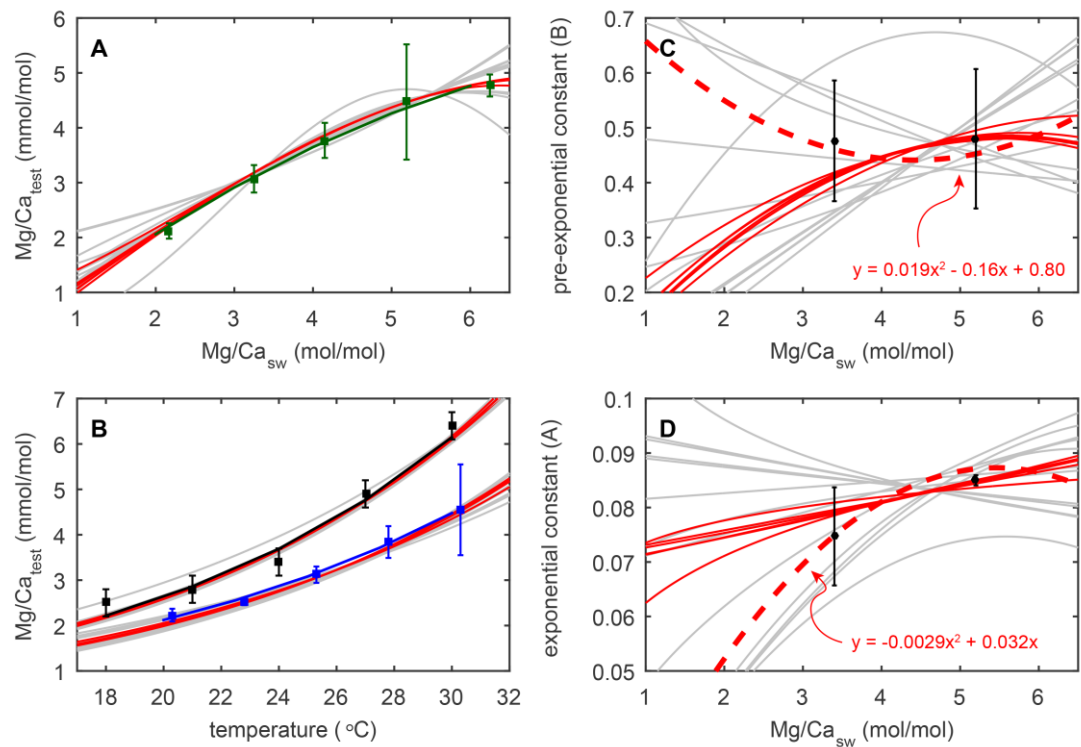 A
Mg/Ca_test (mmol/mol)
6
5
4
3
2
1
1 2 3 4 5 6
Mg/Ca_sw (mol/mol)
C
pre-exponential constant (B)
0.7
0.6
0.5
0.4
0.3
0.2
y = 0.019x² - 0.16x + 0.80
1 2 3 4 5 6
Mg/Ca_sw (mol/mol)
B
Mg/Ca_test (mmol/mol)
7
6
5
4
3
2
1
18 20 22 24 26 28 30 32
temperature ( °C)
D
exponential constant (A)
0.1
0.09
0.08
0.07
0.06
0.05
y = -0.0029x² + 0.032x
1 2 3 4 5 6
Mg/Ca_sw (mol/mol)